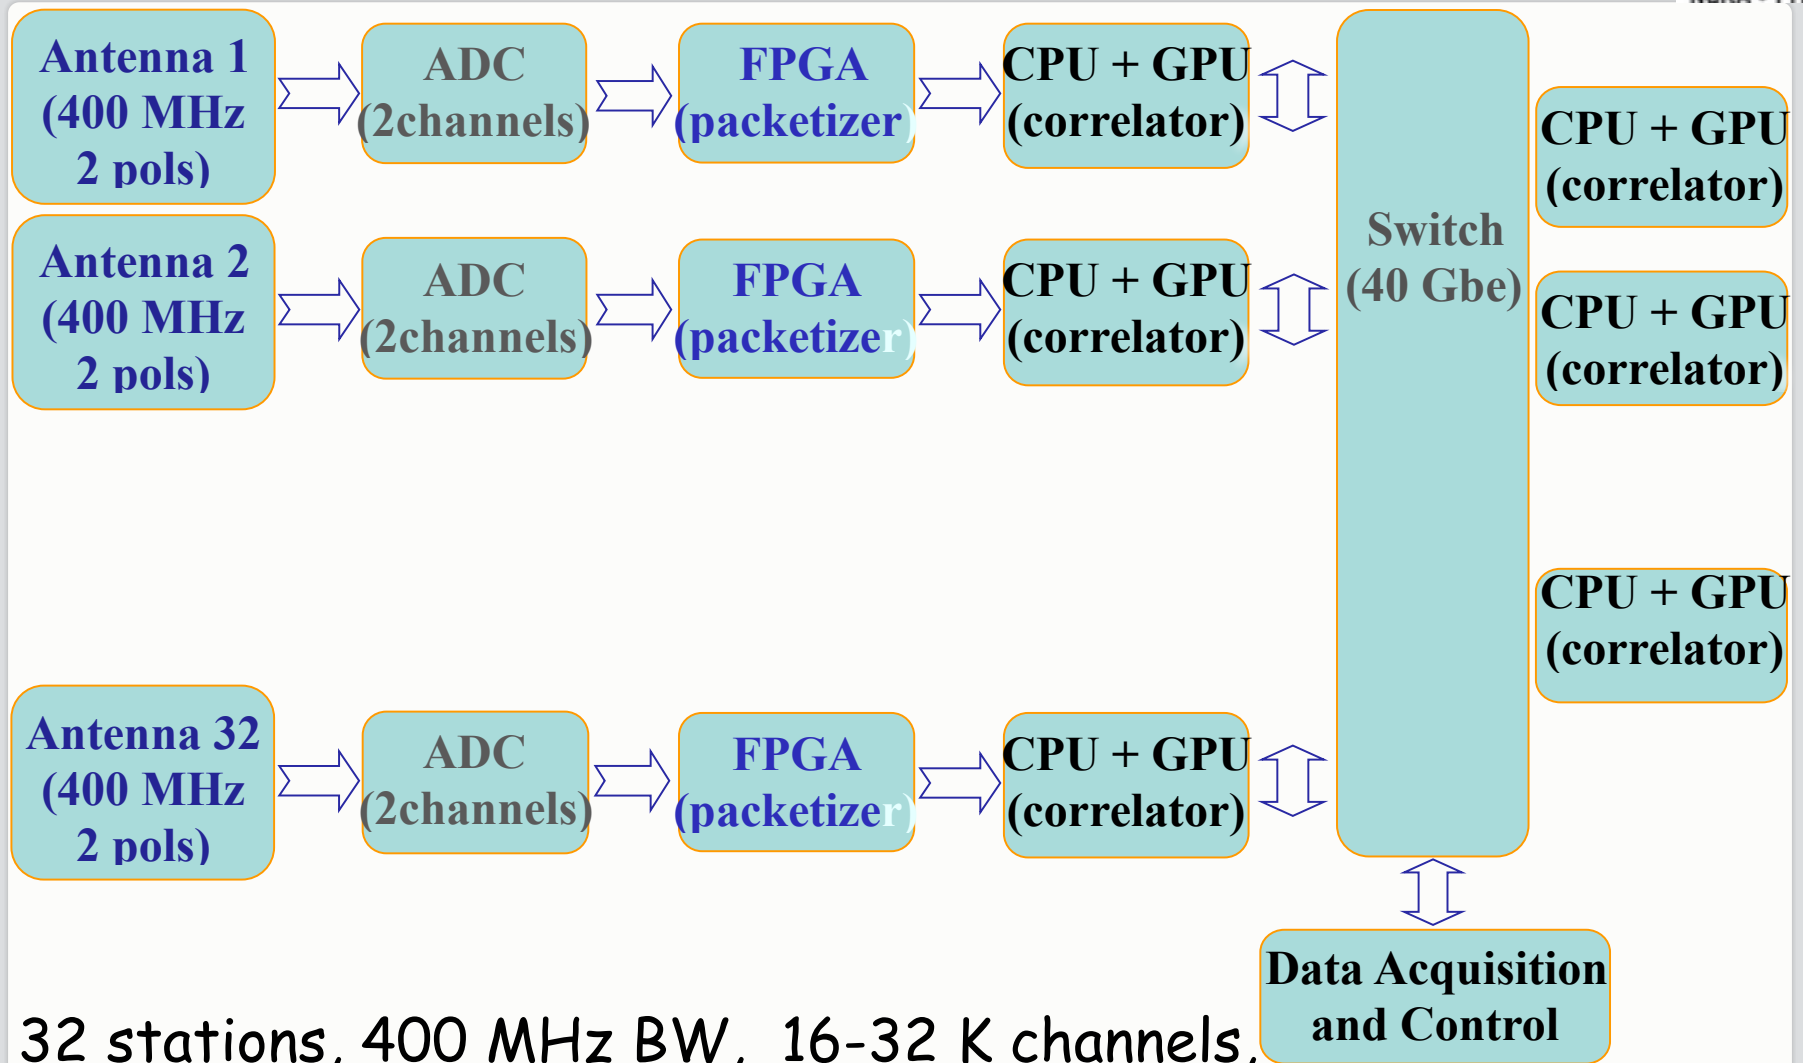 Antenna 1
(400 MHz
2 pols)
ADC
(2channels)
FPGA
(packetizer)
CPU + GPU
(correlator)
Antenna 2
(400 MHz
2 pols)
ADC
(2channels)
FPGA
(packetizer)
CPU + GPU
(correlator)
Antenna 32
(400 MHz
2 pols)
ADC
(2channels)
FPGA
(packetizer)
CPU + GPU
(correlator)
Switch
(40 Gbe)
CPU + GPU
(correlator)
CPU + GPU
(correlator)
CPU + GPU
(correlator)
Data Acquisition
and Control
32 stations, 400 MHz BW, 16-32 K channels,